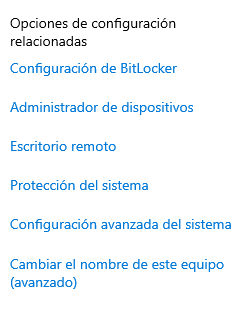 Opciones de configuración
relacionadas
Configuración de BitLocker
Administrador de dispositivos
Escritorio remoto
Protección del sistema
Configuración avanzada del sistema
Cambiar el nombre de este equipo
(avanzado)